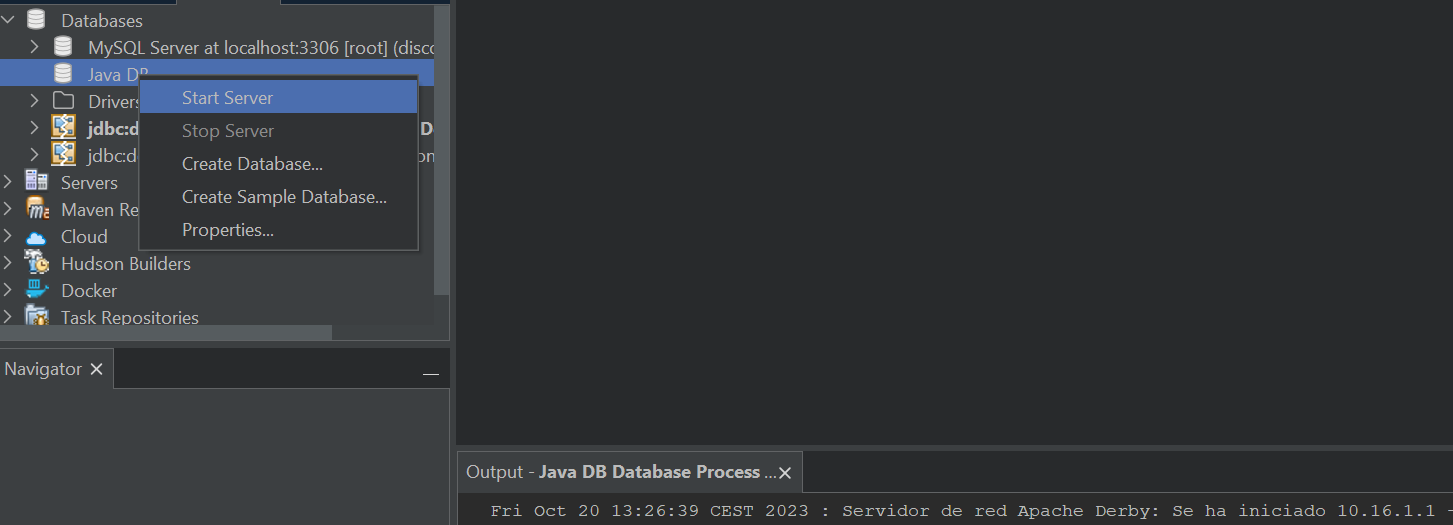 Databases
MySQL Server at localhost:3306 [root] (disco
Java DB
Start Server
Drivers
Stop Server
jdbc:d
D
Create Database...
jdbc:d
on
Servers
Create Sample Database...
Maven Re
Properties...
Cloud
Hudson Builders
Docker
Task Repositories
Navigator
Output - Java DB Database Process ...
Fri Oct 20 13:26:39 CEST 2023 : Servidor de red Apache Derby: Se ha iniciado 10.16.1.1 -